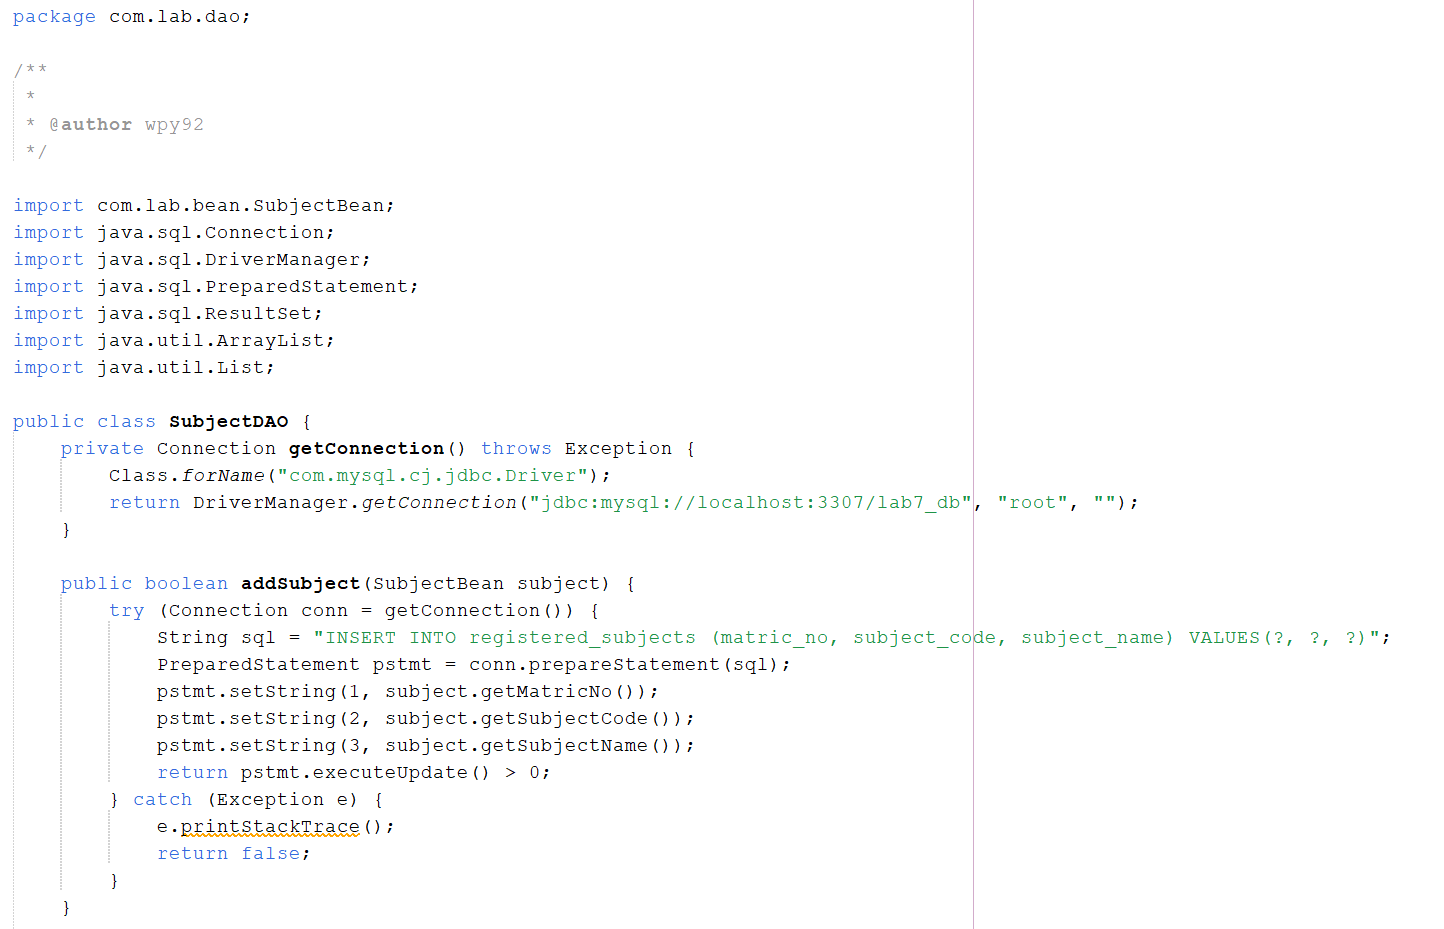 package com.lab.dao;
/**
 *
 * @author wpy92
 */
import com.lab.bean.SubjectBean;
import java.sql.Connection;
import java.sql.DriverManager;
import java.sql.PreparedStatement;
import java.sql.ResultSet;
import java.util.ArrayList;
import java.util.List;
public class SubjectDAO {
    private Connection getConnection() throws Exception {
        Class.forName("com.mysql.cj.jdbc.Driver");
        return DriverManager.getConnection("jdbc:mysql://localhost:3307/lab7_db", "root", "");
    }
    public boolean addSubject(SubjectBean subject) {
        try (Connection conn = getConnection()) {
            String sql = "INSERT INTO registered_subjects (matric_no, subject_code, subject_name) VALUES(?, ?, ?)";
            PreparedStatement pstmt = conn.prepareStatement(sql);
            pstmt.setString(1, subject.getMatricNo());
            pstmt.setString(2, subject.getSubjectCode());
            pstmt.setString(3, subject.getSubjectName());
            return pstmt.executeUpdate() > 0;
        } catch (Exception e) {
            e.printStackTrace();
            return false;
        }
    }